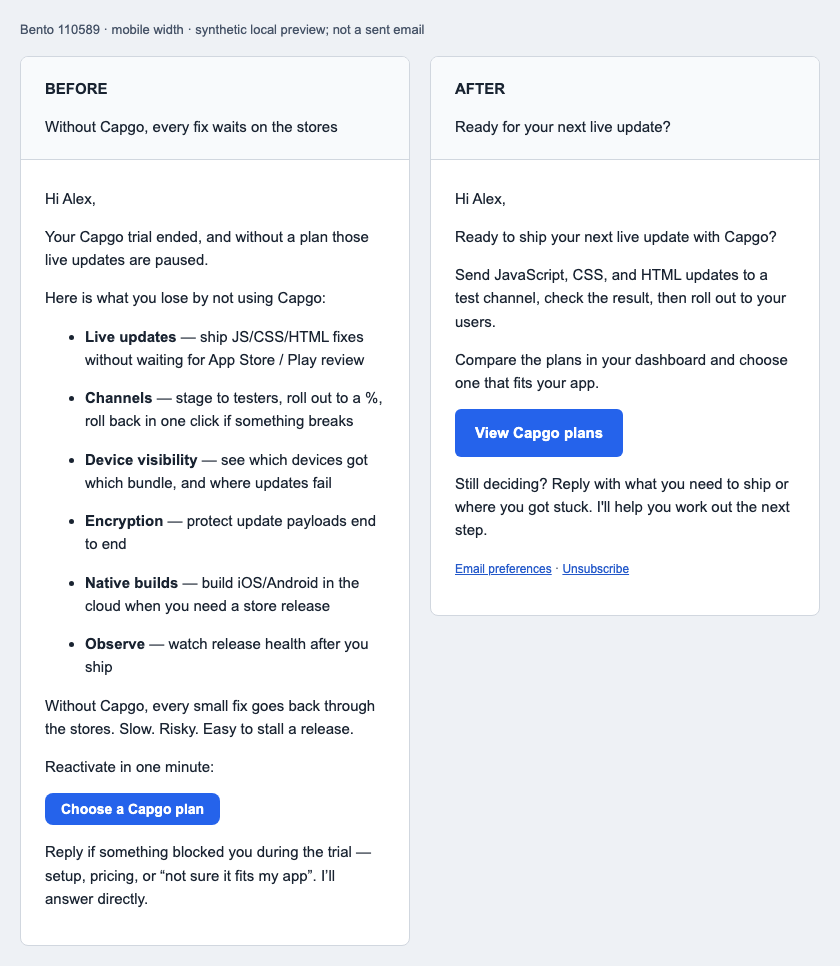 Bento 110589 · mobile width · synthetic local preview; not a sent email
BEFORE
Without Capgo, every fix waits on the stores
Hi Alex,
Your Capgo trial ended, and without a plan those
live updates are paused.
Here is what you lose by not using Capgo:
• Live updates — ship JS/CSS/HTML fixes
without waiting for App Store / Play review
• Channels — stage to testers, roll out to a %,
roll back in one click if something breaks
• Device visibility — see which devices got
which bundle, and where updates fail
• Encryption — protect update payloads end
to end
• Native builds — build iOS/Android in the
cloud when you need a store release
• Observe — watch release health after you
ship
Without Capgo, every small fix goes back through
the stores. Slow. Risky. Easy to stall a release.
Reactivate in one minute:
Choose a Capgo plan
Reply if something blocked you during the trial —
setup, pricing, or “not sure it fits my app”. I’ll
answer directly.
AFTER
Ready for your next live update?
Hi Alex,
Ready to ship your next live update with Capgo?
Send JavaScript, CSS, and HTML updates to a
test channel, check the result, then roll out to your
users.
Compare the plans in your dashboard and choose
one that fits your app.
View Capgo plans
Still deciding? Reply with what you need to ship or
where you got stuck. I'll help you work out the next
step.
Email preferences · Unsubscribe